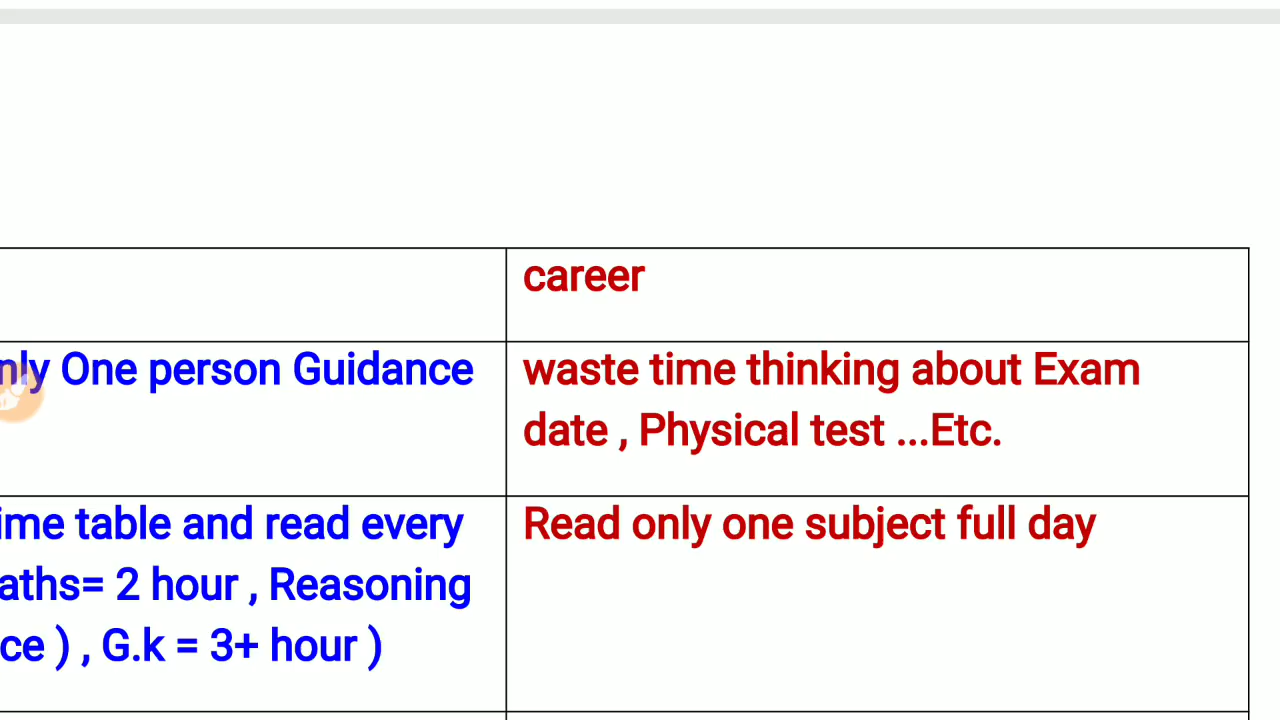 career
nly One person Guidance
waste time thinking about Exam
date , Physical test ...Etc.
ime table and read every
aths= 2 hour , Reasoning
ce ) , G.k = 3+ hour )
Read only one subject full day